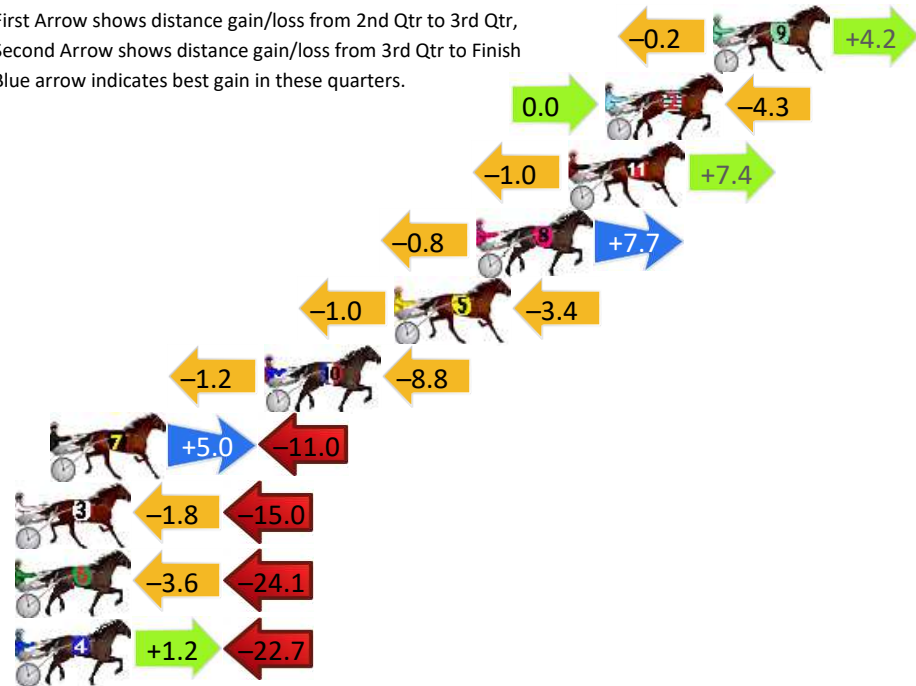 First Arrow shows distance gain/loss from 2nd Qtr to 3rd Qtr,
Second Arrow shows distance gain/loss from 3rd Qtr to Finish
Blue arrow indicates best gain in these quarters.
–0.2 9 +4.2
0.0 2 –4.3
–1.0 11 +7.4
–0.8 8 +7.7
–1.0 5 –3.4
–1.2 10 –8.8
7 +5.0 –11.0
3 –1.8 –15.0
6 –3.6 –24.1
4 +1.2 –22.7